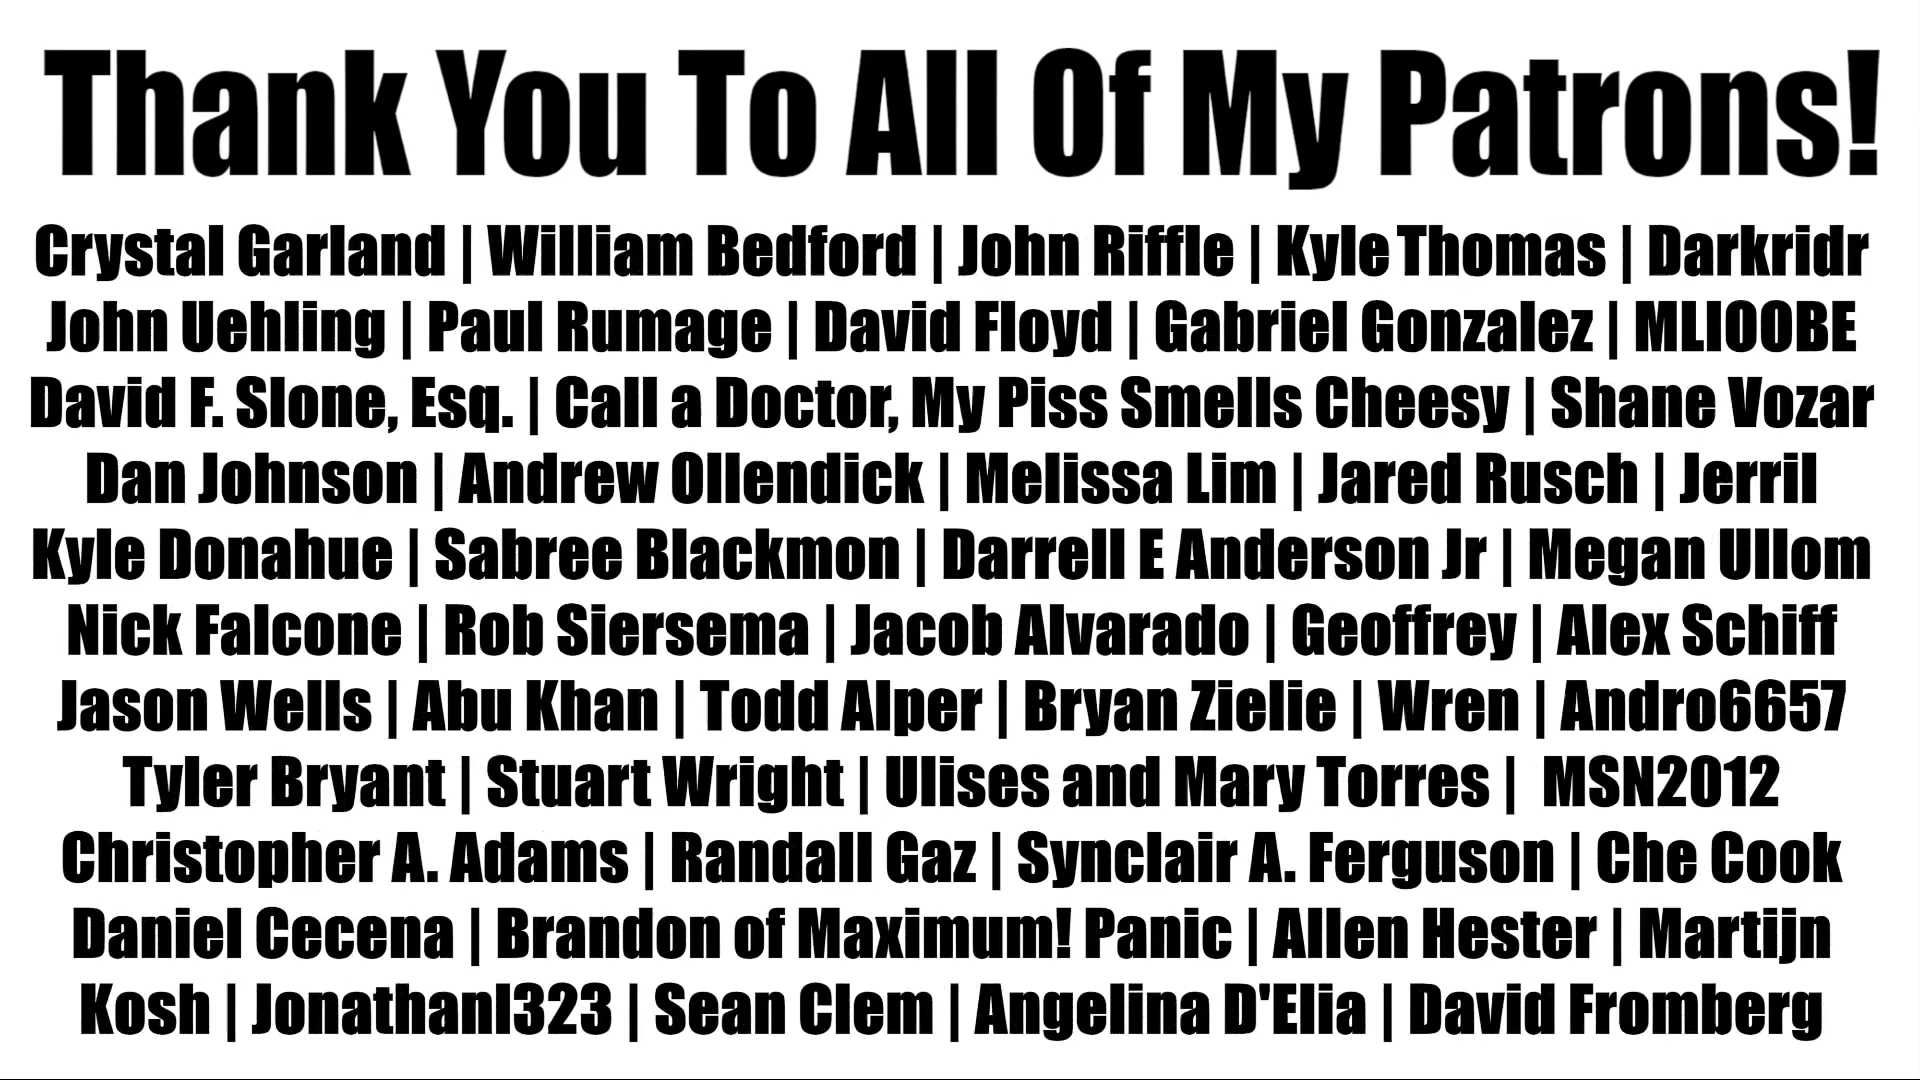 Thank You To All Of My Patrons!
Crystal Garland | William Bedford | John Riffle | Kyle Thomas | Darkridr
John Uehling | Paul Rumage | David Floyd | Gabriel Gonzalez | MLI00BE
David F. Slone, Esq. | Call a Doctor, My Piss Smells Cheesy | Shane Vozar
Dan Johnson | Andrew Ollendick | Melissa Lim | Jared Rusch | Jerril
Kyle Donahue | Sabree Blackmon | Darrell E Anderson Jr | Megan Ullom
Nick Falcone | Rob Siersema | Jacob Alvarado | Geoffrey | Alex Schiff
Jason Wells | Abu Khan | Todd Alper | Bryan Zielie | Wren | Andro6657
Tyler Bryant | Stuart Wright | Ulises and Mary Torres | MSN2012
Christopher A. Adams | Randall Gaz | Synclair A. Ferguson | Che Cook
Daniel Cecena | Brandon of Maximum! Panic | Allen Hester | Martijn
Kosh | Jonathanl323 | Sean Clem | Angelina D'Elia | David Fromberg